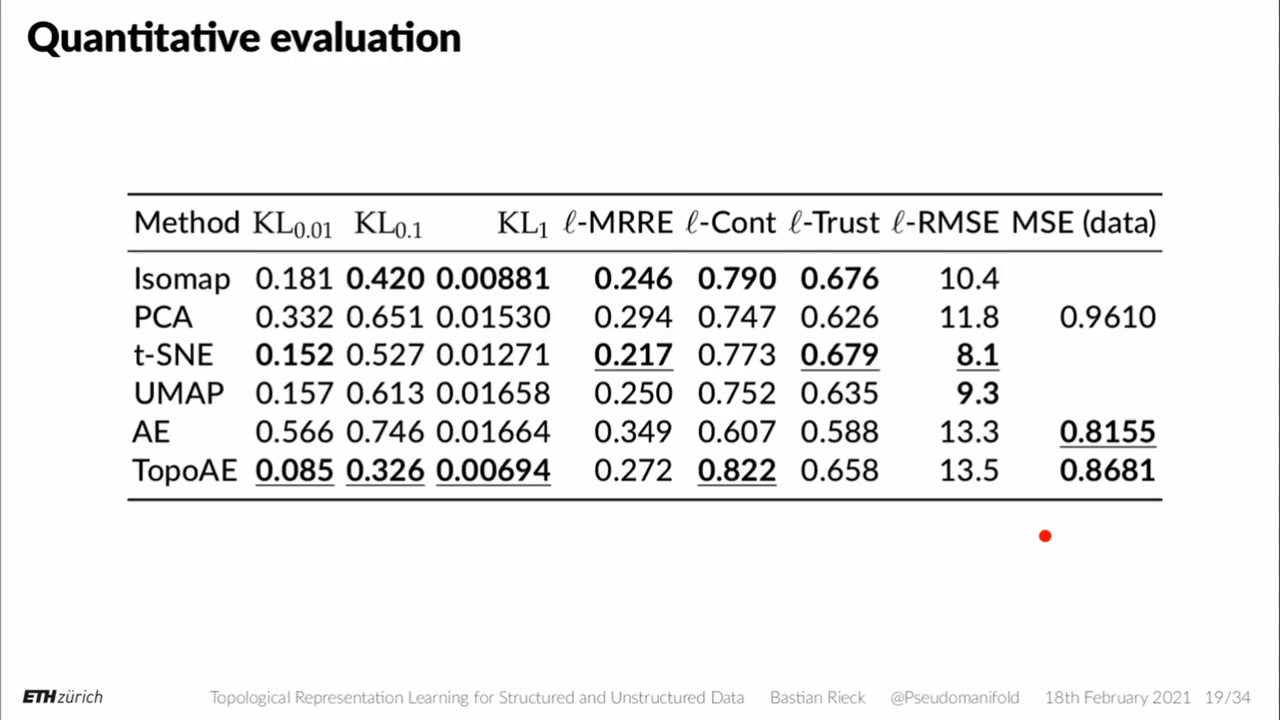 Quantitative evaluation
Method KL0.01 KL0.1 KL1 ℓ-MRRE ℓ-Cont ℓ-Trust ℓ-RMSE MSE (data)
Isomap 0.181 0.420 0.00881 0.246 0.790 0.676 10.4
PCA 0.332 0.651 0.01530 0.294 0.747 0.626 11.8 0.9610
t-SNE 0.152 0.527 0.01271 0.217 0.773 0.679 8.1
UMAP 0.157 0.613 0.01658 0.250 0.752 0.635 9.3
AE 0.566 0.746 0.01664 0.349 0.607 0.588 13.3 0.8155
TopoAE 0.085 0.326 0.00694 0.272 0.822 0.658 13.5 0.8681
ETH zürich Topological Representation Learning for Structured and Unstructured Data Bastian Rieck @Pseudomanifold 18th February 2021 19/34